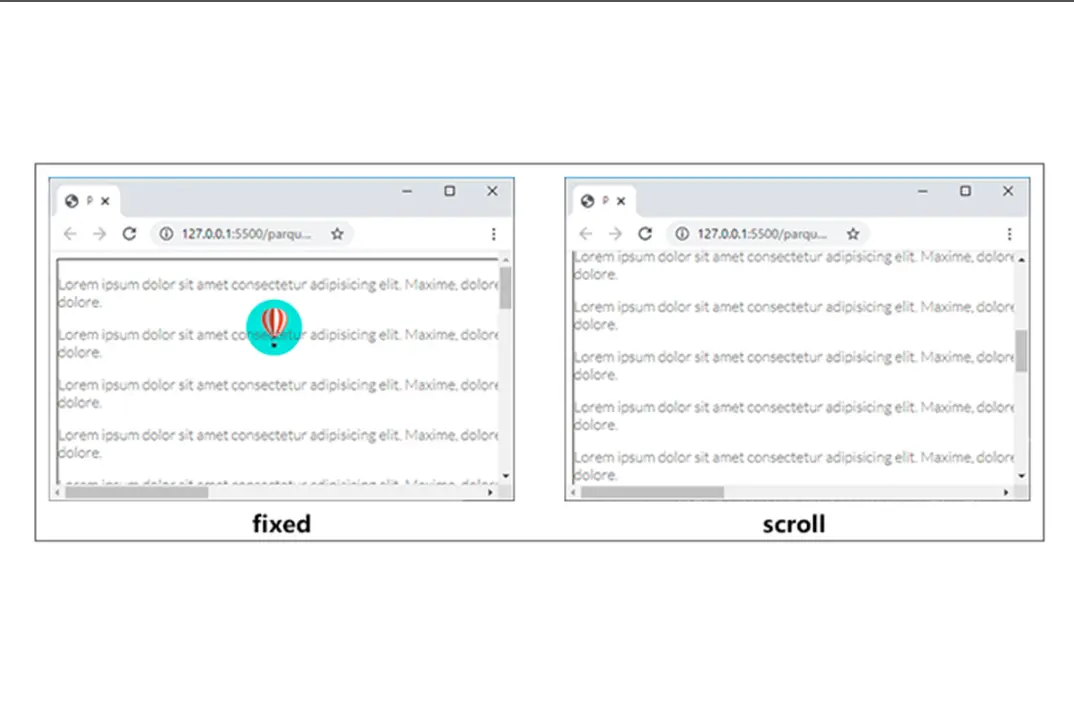 P
127.0.0.1:5500/parqu...
Lorem ipsum dolor sit amet consectetur adipisicing elit. Maxime, dolore
dolore.
Lorem ipsum dolor sit amet consectetur adipisicing elit. Maxime, dolore
dolore.
Lorem ipsum dolor sit amet consectetur adipisicing elit. Maxime, dolore
dolore.
Lorem ipsum dolor sit amet consectetur adipisicing elit. Maxime, dolore
dolore.
fixed
P
127.0.0.1:5500/parqu...
Lorem ipsum dolor sit amet consectetur adipisicing elit. Maxime, dolore
dolore.
Lorem ipsum dolor sit amet consectetur adipisicing elit. Maxime, dolore
dolore.
Lorem ipsum dolor sit amet consectetur adipisicing elit. Maxime, dolore
dolore.
Lorem ipsum dolor sit amet consectetur adipisicing elit. Maxime, dolore
dolore.
Lorem ipsum dolor sit amet consectetur adipisicing elit. Maxime, dolore
dolore.
scroll